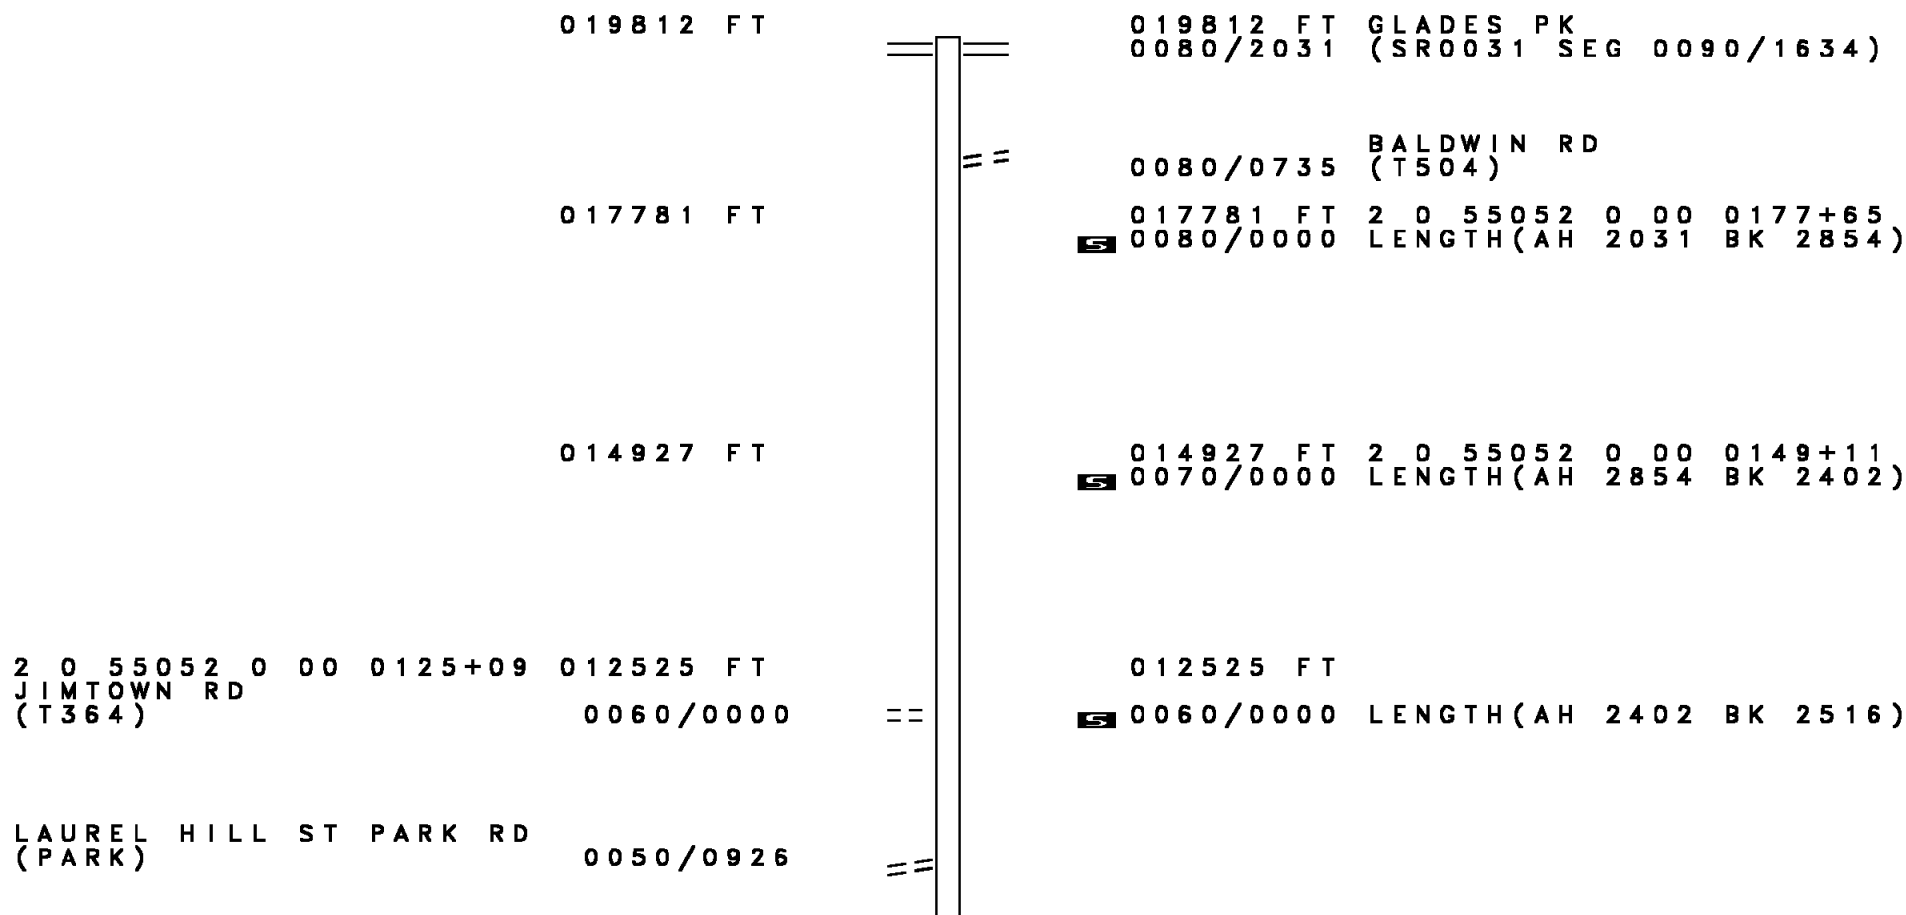 019812 FT 019812 FT GLADES PK
0080/2031 (SR0031 SEG 0090/1634)
BALDWIN RD
0080/0735 (T504)
017781 FT 017781 FT 2 0 55052 0 00 0177+65
S 0080/0000 LENGTH(AH 2031 BK 2854)
014927 FT 014927 FT 2 0 55052 0 00 0149+11
S 0070/0000 LENGTH(AH 2854 BK 2402)
2 0 55052 0 00 0125+09 012525 FT 012525 FT
JIMTOWN RD
(T364) 0060/0000 S 0060/0000 LENGTH(AH 2402 BK 2516)
LAUREL HILL ST PARK RD
(PARK) 0050/0926